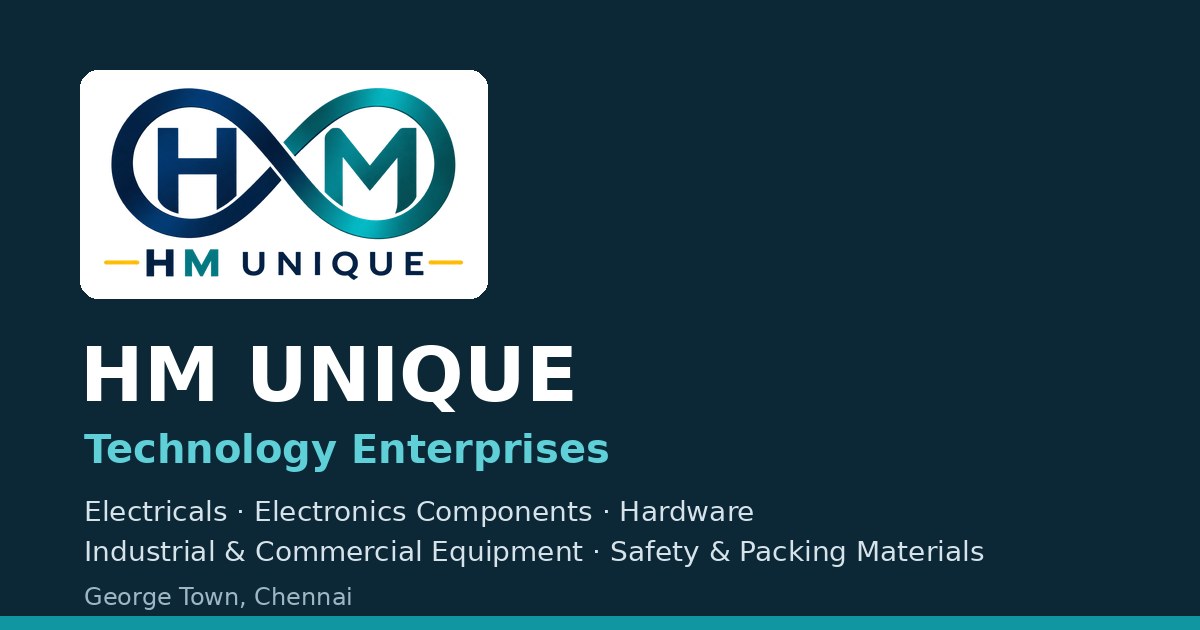 HM
HM UNIQUE
HM UNIQUE
Technology Enterprises
Electricals · Electronics Components · Hardware
Industrial & Commercial Equipment · Safety & Packing Materials
George Town, Chennai